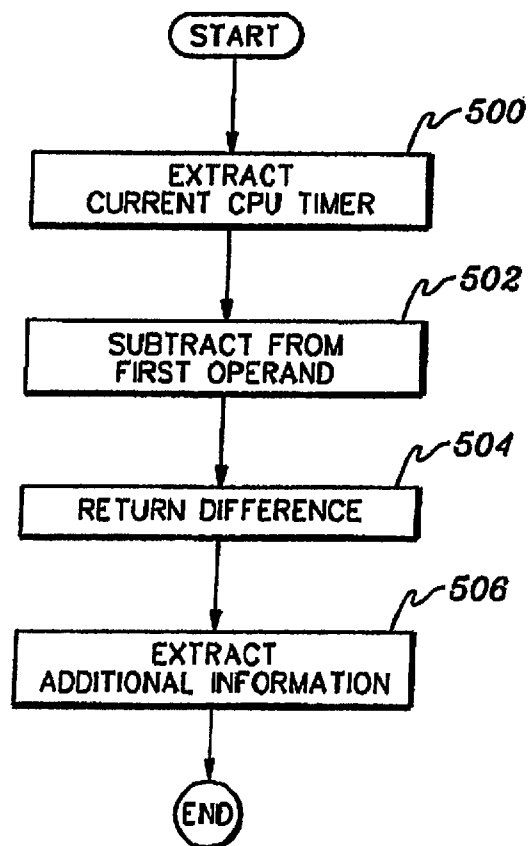 START
500
EXTRACT
CURRENT CPU TIMER
502
SUBTRACT FROM
FIRST OPERAND
504
RETURN DIFFERENCE
506
EXTRACT
ADDITIONAL INFORMATION
END